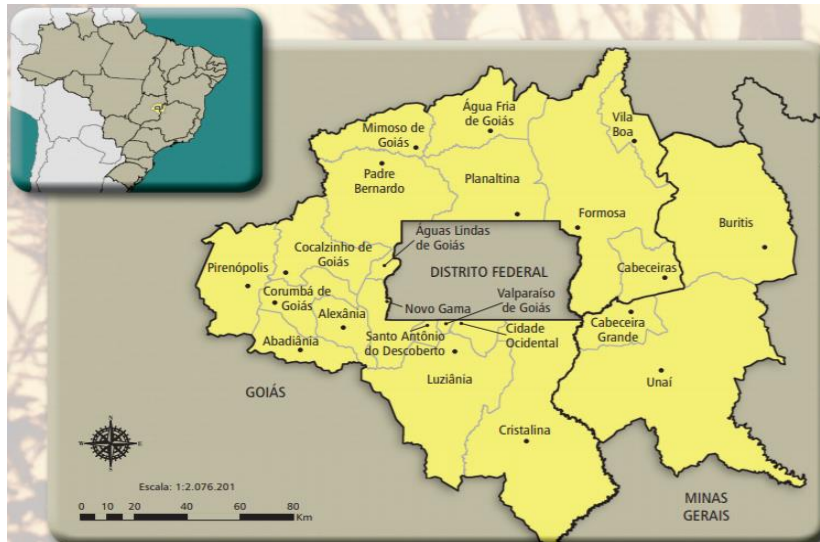 Água Fria
de Goiás
Mimoso de
Goiás
Vila
Boa
Padre
Bernardo
Planaltina
Formosa
Buritis
Águas Lindas
de Goiás
Cocalzinho de
Goiás
Pirenópolis
DISTRITO FEDERAL
Cabeceiras
Corumbá de
Goiás
Alexânia
Novo Gama
Valparaíso
de Goiás
Cabeceira
Grande
Abadiânia
Santo Antônio
do Descoberto
Cidade
Ocidental
Luziânia
Unaí
GOIÁS
Cristalina
N
E
S
Escala: 1:2.076.201
0 10 20 40 60 80
Km
MINAS
GERAIS